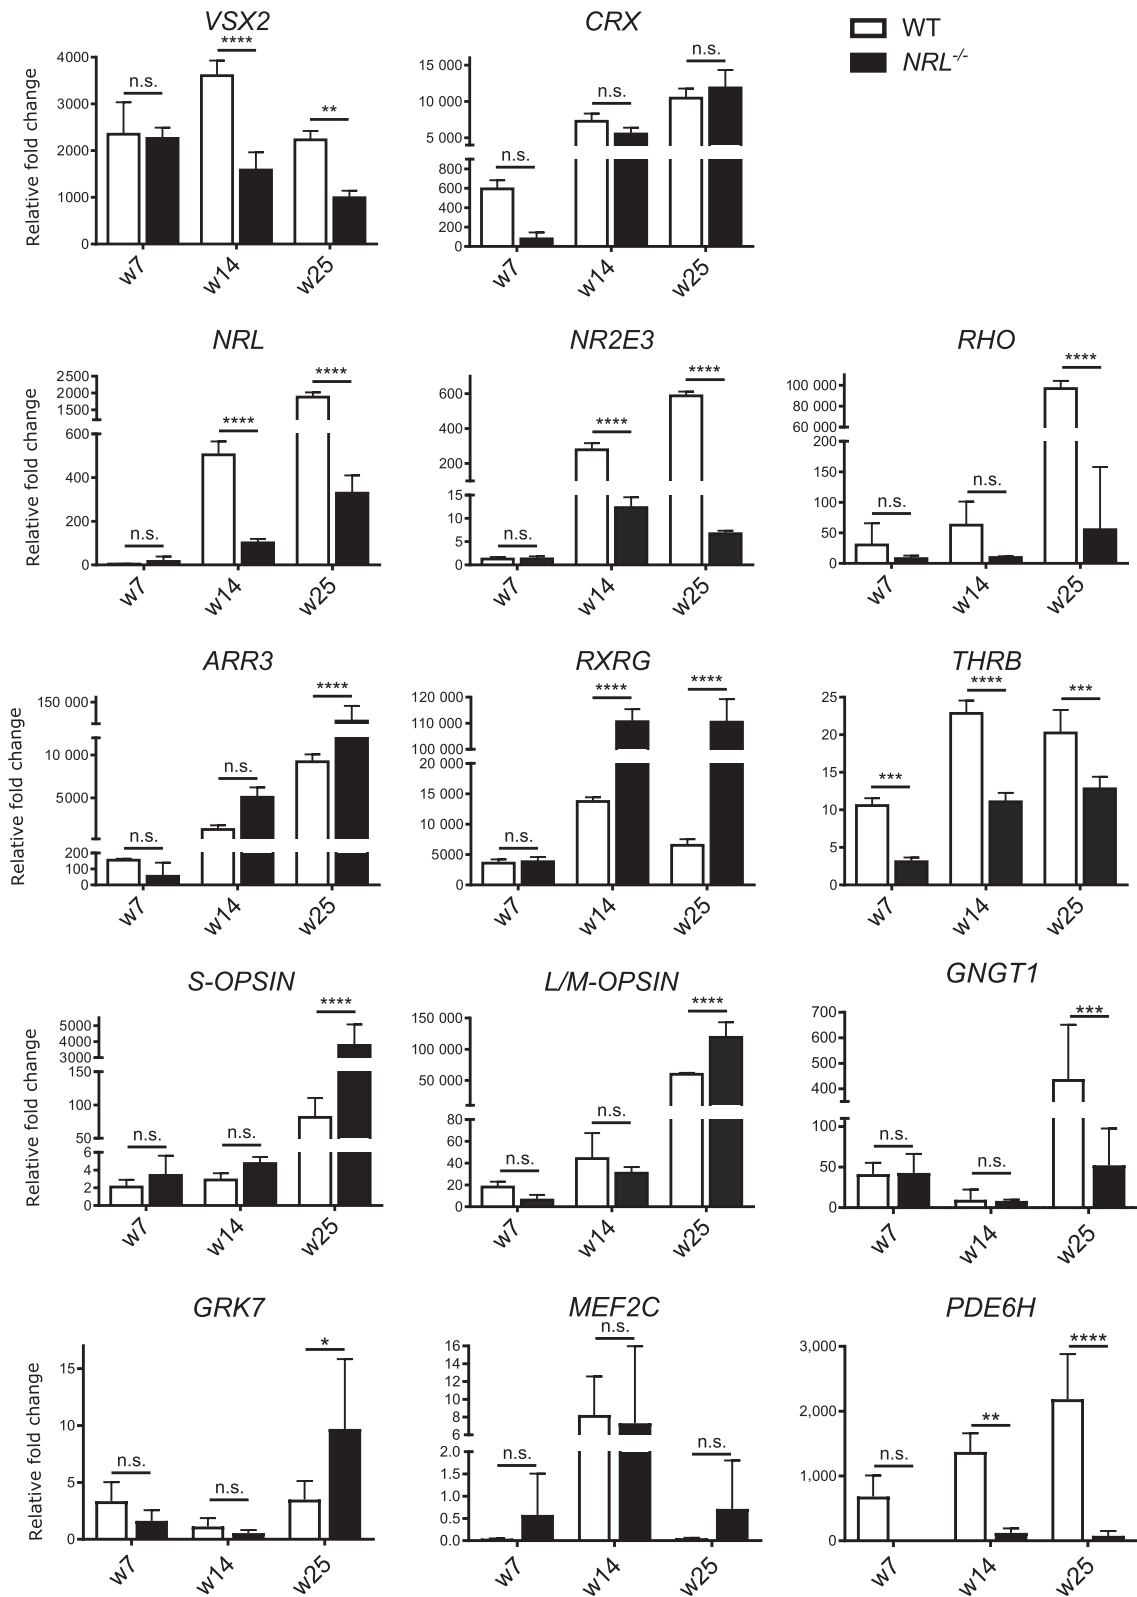 VSX2
CRX
WT
NRL-/-
Relative fold change
4000
3000
2000
1000
0
n.s.
****
**
w7
w14
w25
15 000
10 000
5 000
800
600
400
200
0
n.s.
n.s.
n.s.
w7
w14
w25
NRL
NR2E3
RHO
Relative fold change
2500
2000
1500
600
400
200
0
n.s.
****
****
w7
w14
w25
600
400
200
15
10
5
0
n.s.
****
****
w7
w14
w25
100 000
80 000
60 000
200
150
100
50
0
n.s.
n.s.
****
w7
w14
w25
ARR3
RXRG
THRB
Relative fold change
150 000
10 000
5000
200
100
0
n.s.
n.s.
****
w7
w14
w25
120 000
110 000
100 000
20 000
15 000
10 000
5000
0
n.s.
****
****
w7
w14
w25
25
20
15
10
5
0
***
****
***
w7
w14
w25
S-OPSIN
L/M-OPSIN
GNGT1
Relative fold change
5000
4000
3000
150
100
50
6
4
2
0
n.s.
n.s.
****
w7
w14
w25
150 000
100 000
50 000
80
60
40
20
0
n.s.
n.s.
****
w7
w14
w25
700
600
500
400
100
50
0
n.s.
n.s.
***
w7
w14
w25
GRK7
MEF2C
PDE6H
Relative fold change
15
10
5
0
n.s.
n.s.
*
w7
w14
w25
16
14
12
10
8
6
2.0
1.5
1.0
0.5
0.0
n.s.
n.s.
n.s.
w7
w14
w25
3,000
2,000
1,000
0
n.s.
**
****
w7
w14
w25